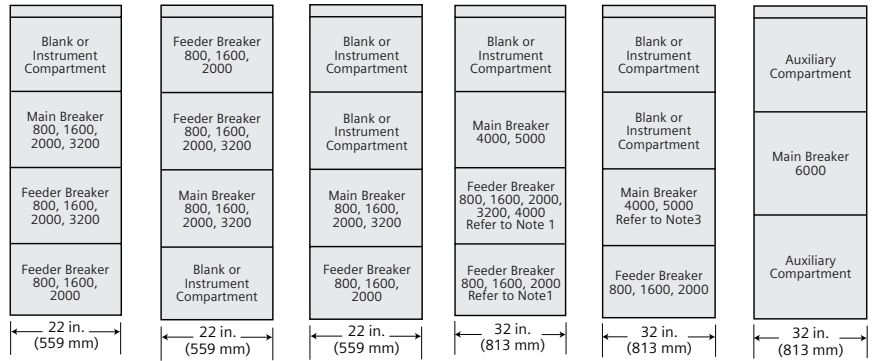 Blank or
Instrument
Compartment
Main Breaker
800, 1600,
2000, 3200
Feeder Breaker
800, 1600,
2000, 3200
Feeder Breaker
800, 1600,
2000
22 in.
(559 mm)
Feeder Breaker
800, 1600,
2000
Feeder Breaker
800, 1600,
2000, 3200
Main Breaker
800, 1600,
2000, 3200
Blank or
Instrument
Compartment
22 in.
(559 mm)
Blank or
Instrument
Compartment
Blank or
Instrument
Compartment
Main Breaker
800, 1600,
2000, 3200
Feeder Breaker
800, 1600,
2000
22 in.
(559 mm)
Blank or
Instrument
Compartment
Main Breaker
4000, 5000
Feeder Breaker
800, 1600, 2000,
3200, 4000
Refer to Note 1
Feeder Breaker
800, 1600, 2000
Refer to Note1
32 in.
(813 mm)
Blank or
Instrument
Compartment
Blank or
Instrument
Compartment
Main Breaker
4000, 5000
Refer to Note3
Feeder Breaker
800, 1600, 2000
32 in.
(813 mm)
Auxiliary
Compartment
Main Breaker
6000
Auxiliary
Compartment
32 in.
(813 mm)